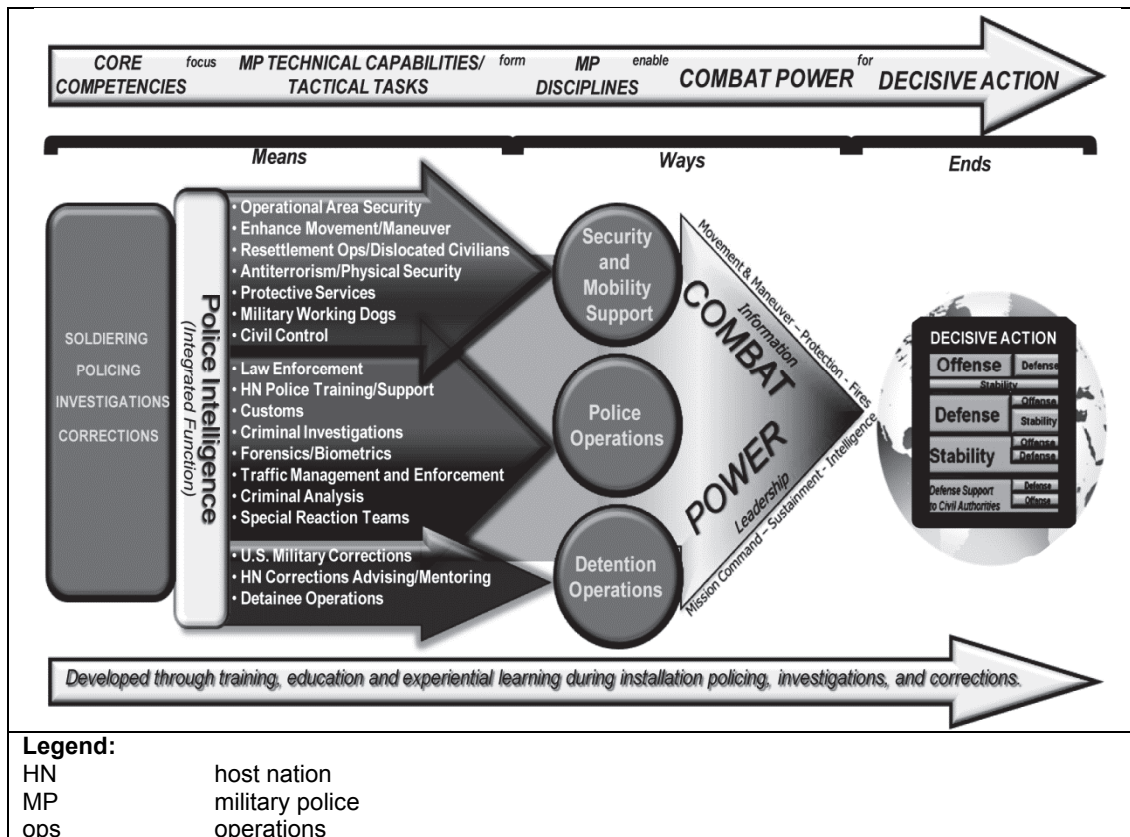 CORE COMPETENCIES focus MP TECHNICAL CAPABILITIES/ TACTICAL TASKS form MP DISCIPLINES enable COMBAT POWER for DECISIVE ACTION
Means
Ways
Ends
SOLDIERING
POLICING
INVESTIGATIONS
CORRECTIONS
Police Intelligence
(Integrated Function)
• Operational Area Security
• Enhance Movement/Maneuver
• Resettlement Ops/Dislocated Civilians
• Antiterrorism/Physical Security
• Protective Services
• Military Working Dogs
• Civil Control
• Law Enforcement
• HN Police Training/Support
• Customs
• Criminal Investigations
• Forensics/Biometrics
• Traffic Management and Enforcement
• Criminal Analysis
• Special Reaction Teams
• U.S. Military Corrections
• HN Corrections Advising/Mentoring
• Detainee Operations
Security
and
Mobility
Support
Police
Operations
Detention
Operations
Movement & Maneuver – Protection - Fires
Information
COMBAT
POWER
Leadership
Mission Command – Sustainment - Intelligence
DECISIVE ACTION
Offense
Defense
Stability
Defense
Offense
Stability
Stability
Offense
Defense
Defense Support
to Civil Authorities
Defense
Offense
Developed through training, education and experiential learning during installation policing, investigations, and corrections.
Legend:
HN host nation
MP military police
ops operations